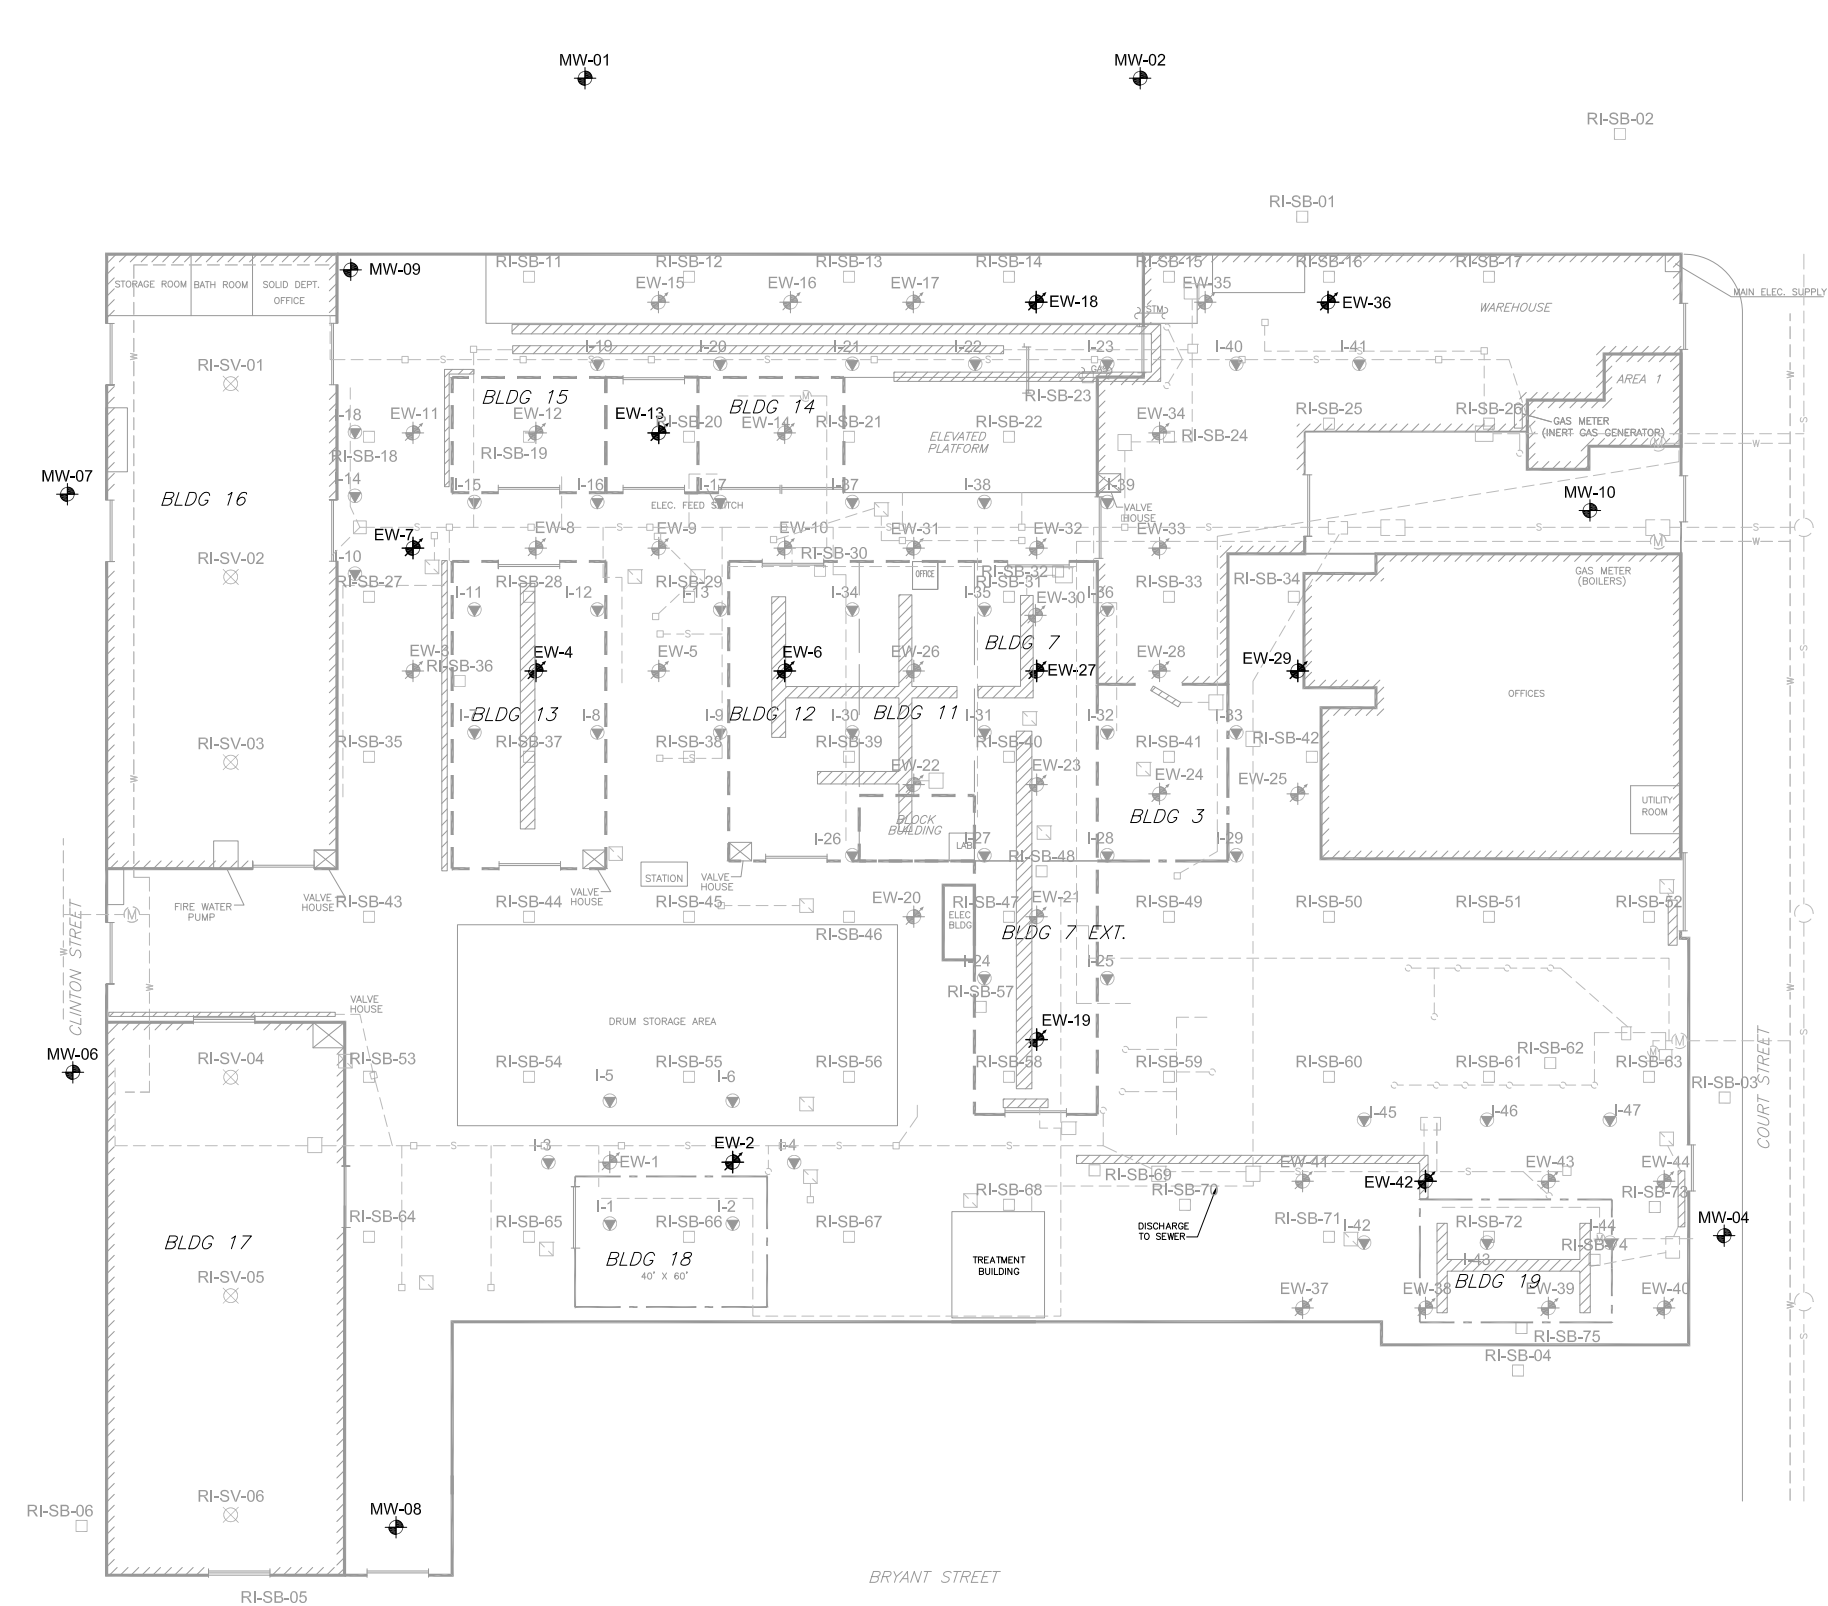 MW-01
MW-02
RI-SB-02
RI-SB-01
MW-09
RI-SB-11
RI-SB-12
RI-SB-13
RI-SB-14
RI-SB-15
RI-SB-16
RI-SB-17
STORAGE ROOM
BATH ROOM
SOLID DEPT.
OFFICE
EW-15
EW-16
EW-17
EW-18
EW-35
EW-36
STM
WAREHOUSE
MAIN ELEC. SUPPLY
RI-SV-01
I-19
I-20
I-21
I-22
I-23
I-40
I-41
GAS
AREA 1
BLDG 15
BLDG 14
RI-SB-23
I-18
EW-11
EW-12
EW-13
RI-SB-20
EW-14
RI-SB-21
RI-SB-22
EW-34
RI-SB-24
RI-SB-25
RI-SB-26
GAS METER
(INERT GAS GENERATOR)
ELEVATED
PLATFORM
RI-SB-18
RI-SB-19
MW-07
BLDG 16
I-14
I-15
I-16
I-17
I-37
I-38
I-39
ELEC. FEED SWITCH
VALVE
HOUSE
MW-10
EW-7
EW-8
EW-9
EW-10
EW-31
EW-32
EW-33
RI-SV-02
I-10
RI-SB-30
RI-SB-27
RI-SB-28
RI-SB-29
OFFICE
RI-SB-32
RI-SB-31
RI-SB-33
RI-SB-34
GAS METER
(BOILERS)
I-11
I-12
I-13
I-34
I-35
I-36
EW-30
BLDG 7
EW-3
RI-SB-36
EW-4
EW-5
EW-6
EW-26
EW-27
EW-28
EW-29
OFFICES
I-7
BLDG 13
I-8
I-9
BLDG 12
I-30
BLDG 11
I-31
I-32
I-33
RI-SV-03
RI-SB-35
RI-SB-37
RI-SB-38
RI-SB-39
RI-SB-40
RI-SB-41
RI-SB-42
EW-22
EW-23
EW-24
EW-25
UTILITY
ROOM
BLOCK
BUILDING
BLDG 3
I-26
LAB
I-27
I-28
I-29
RI-SB-48
STATION
VALVE
HOUSE
VALVE
HOUSE
VALVE
HOUSE
FIRE WATER
PUMP
CLINTON STREET
RI-SB-43
RI-SB-44
RI-SB-45
RI-SB-46
EW-20
ELEC
BLDG
RI-SB-47
EW-21
RI-SB-49
RI-SB-50
RI-SB-51
RI-SB-52
BLDG 7 EXT.
I-24
I-25
RI-SB-57
VALVE
HOUSE
DRUM STORAGE AREA
EW-19
MW-06
RI-SV-04
RI-SB-53
RI-SB-54
RI-SB-55
RI-SB-56
RI-SB-58
RI-SB-59
RI-SB-60
RI-SB-61
RI-SB-62
RI-SB-63
RI-SB-03
COURT STREET
I-5
I-6
I-45
I-46
I-47
I-3
EW-1
EW-2
I-4
RI-SB-69
EW-41
EW-42
EW-43
EW-44
RI-SB-64
RI-SB-65
I-1
RI-SB-66
I-2
RI-SB-67
RI-SB-68
RI-SB-70
RI-SB-71
I-42
RI-SB-72
I-44
RI-SB-73
MW-04
DISCHARGE
TO SEWER
BLDG 17
BLDG 18
40' X 60'
TREATMENT
BUILDING
I-43
RI-SB-74
BLDG 19
RI-SV-05
EW-37
EW-38
EW-39
EW-40
RI-SB-75
RI-SB-04
RI-SV-06
RI-SB-06
MW-08
BRYANT STREET
RI-SB-05